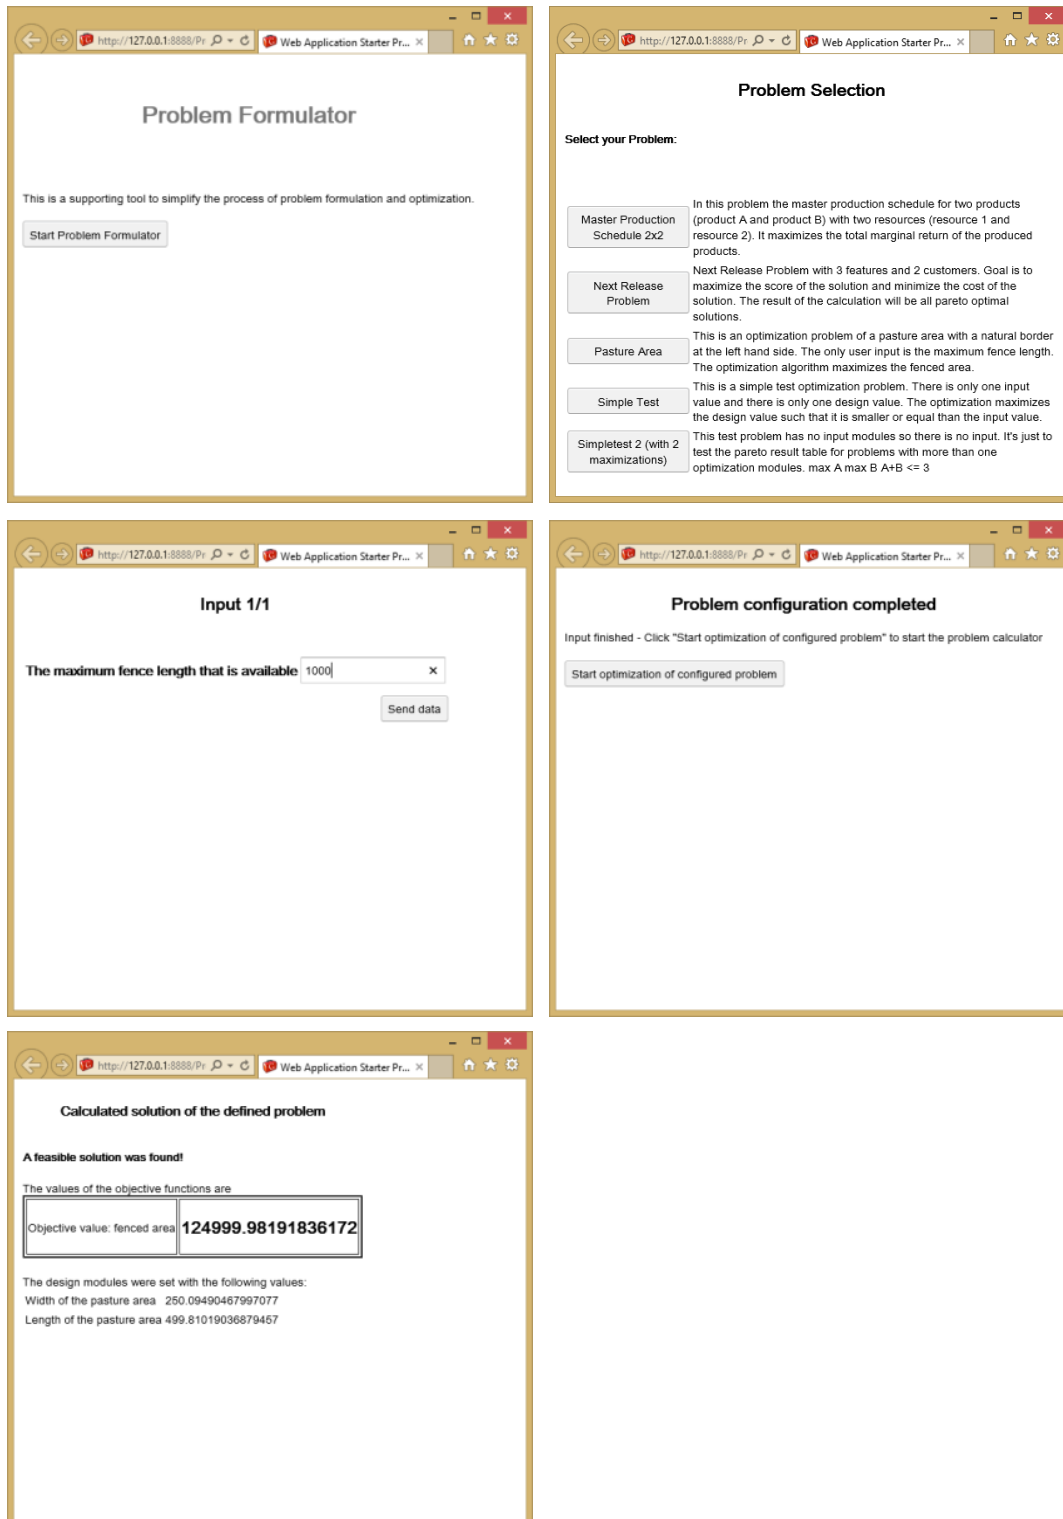 http://127.0.0.1:8888/Pr
Web Application Starter Pr...
Problem Formulator
This is a supporting tool to simplify the process of problem formulation and optimization.
Start Problem Formulator
http://127.0.0.1:8888/Pr
Web Application Starter Pr...
Problem Selection
Select your Problem:
Master Production
Schedule 2x2
In this problem the master production schedule for two products
(product A and product B) with two resources (resource 1 and
resource 2). It maximizes the total marginal return of the produced
products.
Next Release
Problem
Next Release Problem with 3 features and 2 customers. Goal is to
maximize the score of the solution and minimize the cost of the
solution. The result of the calculation will be all pareto optimal
solutions.
Pasture Area
This is an optimization problem of a pasture area with a natural border
at the left hand side. The only user input is the maximum fence length.
The optimization algorithm maximizes the fenced area.
Simple Test
This is a simple test optimization problem. There is only one input
value and there is only one design value. The optimization maximizes
the design value such that it is smaller or equal than the input value.
Simpletest 2 (with 2
maximizations)
This test problem has no input modules so there is no input. It's just to
test the pareto result table for problems with more than one
optimization modules. max A max B A+B <= 3
http://127.0.0.1:8888/Pr
Web Application Starter Pr...
Input 1/1
The maximum fence length that is available 1000
Send data
http://127.0.0.1:8888/Pr
Web Application Starter Pr...
Problem configuration completed
Input finished - Click "Start optimization of configured problem" to start the problem calculator
Start optimization of configured problem
http://127.0.0.1:8888/Pr
Web Application Starter Pr...
Calculated solution of the defined problem
A feasible solution was found!
The values of the objective functions are
Objective value: fenced area 124999.98191836172
The design modules were set with the following values:
Width of the pasture area 250.09490467997077
Length of the pasture area 499.81019036879457